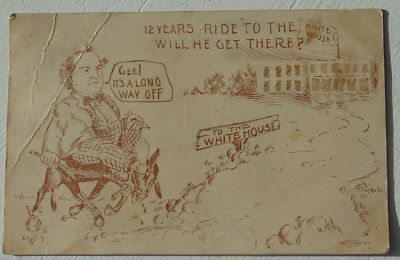 12 YEARS RIDE TO THE
WILL HE GET THERE?
WHITE
HOUSE
GEE!
ITS A LONG
WAY OFF
TO THE
WHITE HOUSE